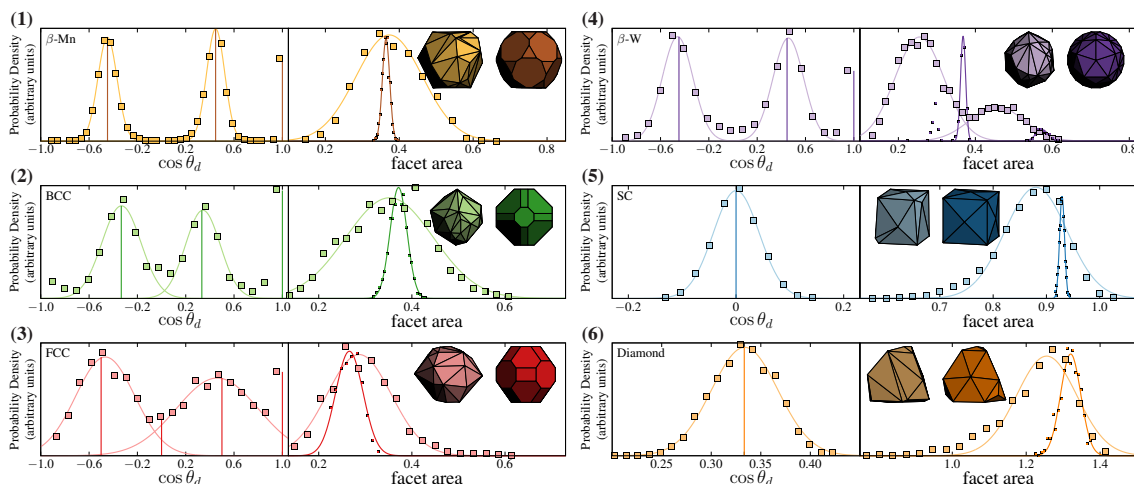 (1)
β-Mn
Probability Density
(arbitrary units)
−1.0 −0.6 0.2 0.6 1.0
cos θd
0.2 0.4 0.6 0.8
facet area
(2)
BCC
Probability Density
(arbitrary units)
−1.0 −0.6 −0.2 0.2 0.6 1.0
cos θd
0.4 0.6
facet area
(3)
FCC
Probability Density
(arbitrary units)
−1.0 −0.6 0.0 0.6 1.0
cos θd
0.2 0.4 0.6
facet area
(4)
β-W
Probability Density
(arbitrary units)
−1.0 −0.6 0.2 0.6 1.0
cos θd
0.2 0.4 0.6 0.8
facet area
(5)
SC
Probability Density
(arbitrary units)
−0.2 0.0 0.2
cos θd
0.7 0.8 0.9 1.0
facet area
(6)
Diamond
Probability Density
(arbitrary units)
0.25 0.30 0.35 0.40
cos θd
1.0 1.2 1.4
facet area